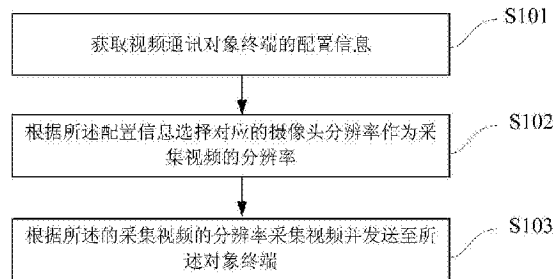 S101
获取视频通讯对象终端的配置信息
S102
根据所述配置信息选择对应的摄像头分辨率作为采
集视频的分辨率
S103
根据所述的采集视频的分辨率采集视频并发送至所
述对象终端